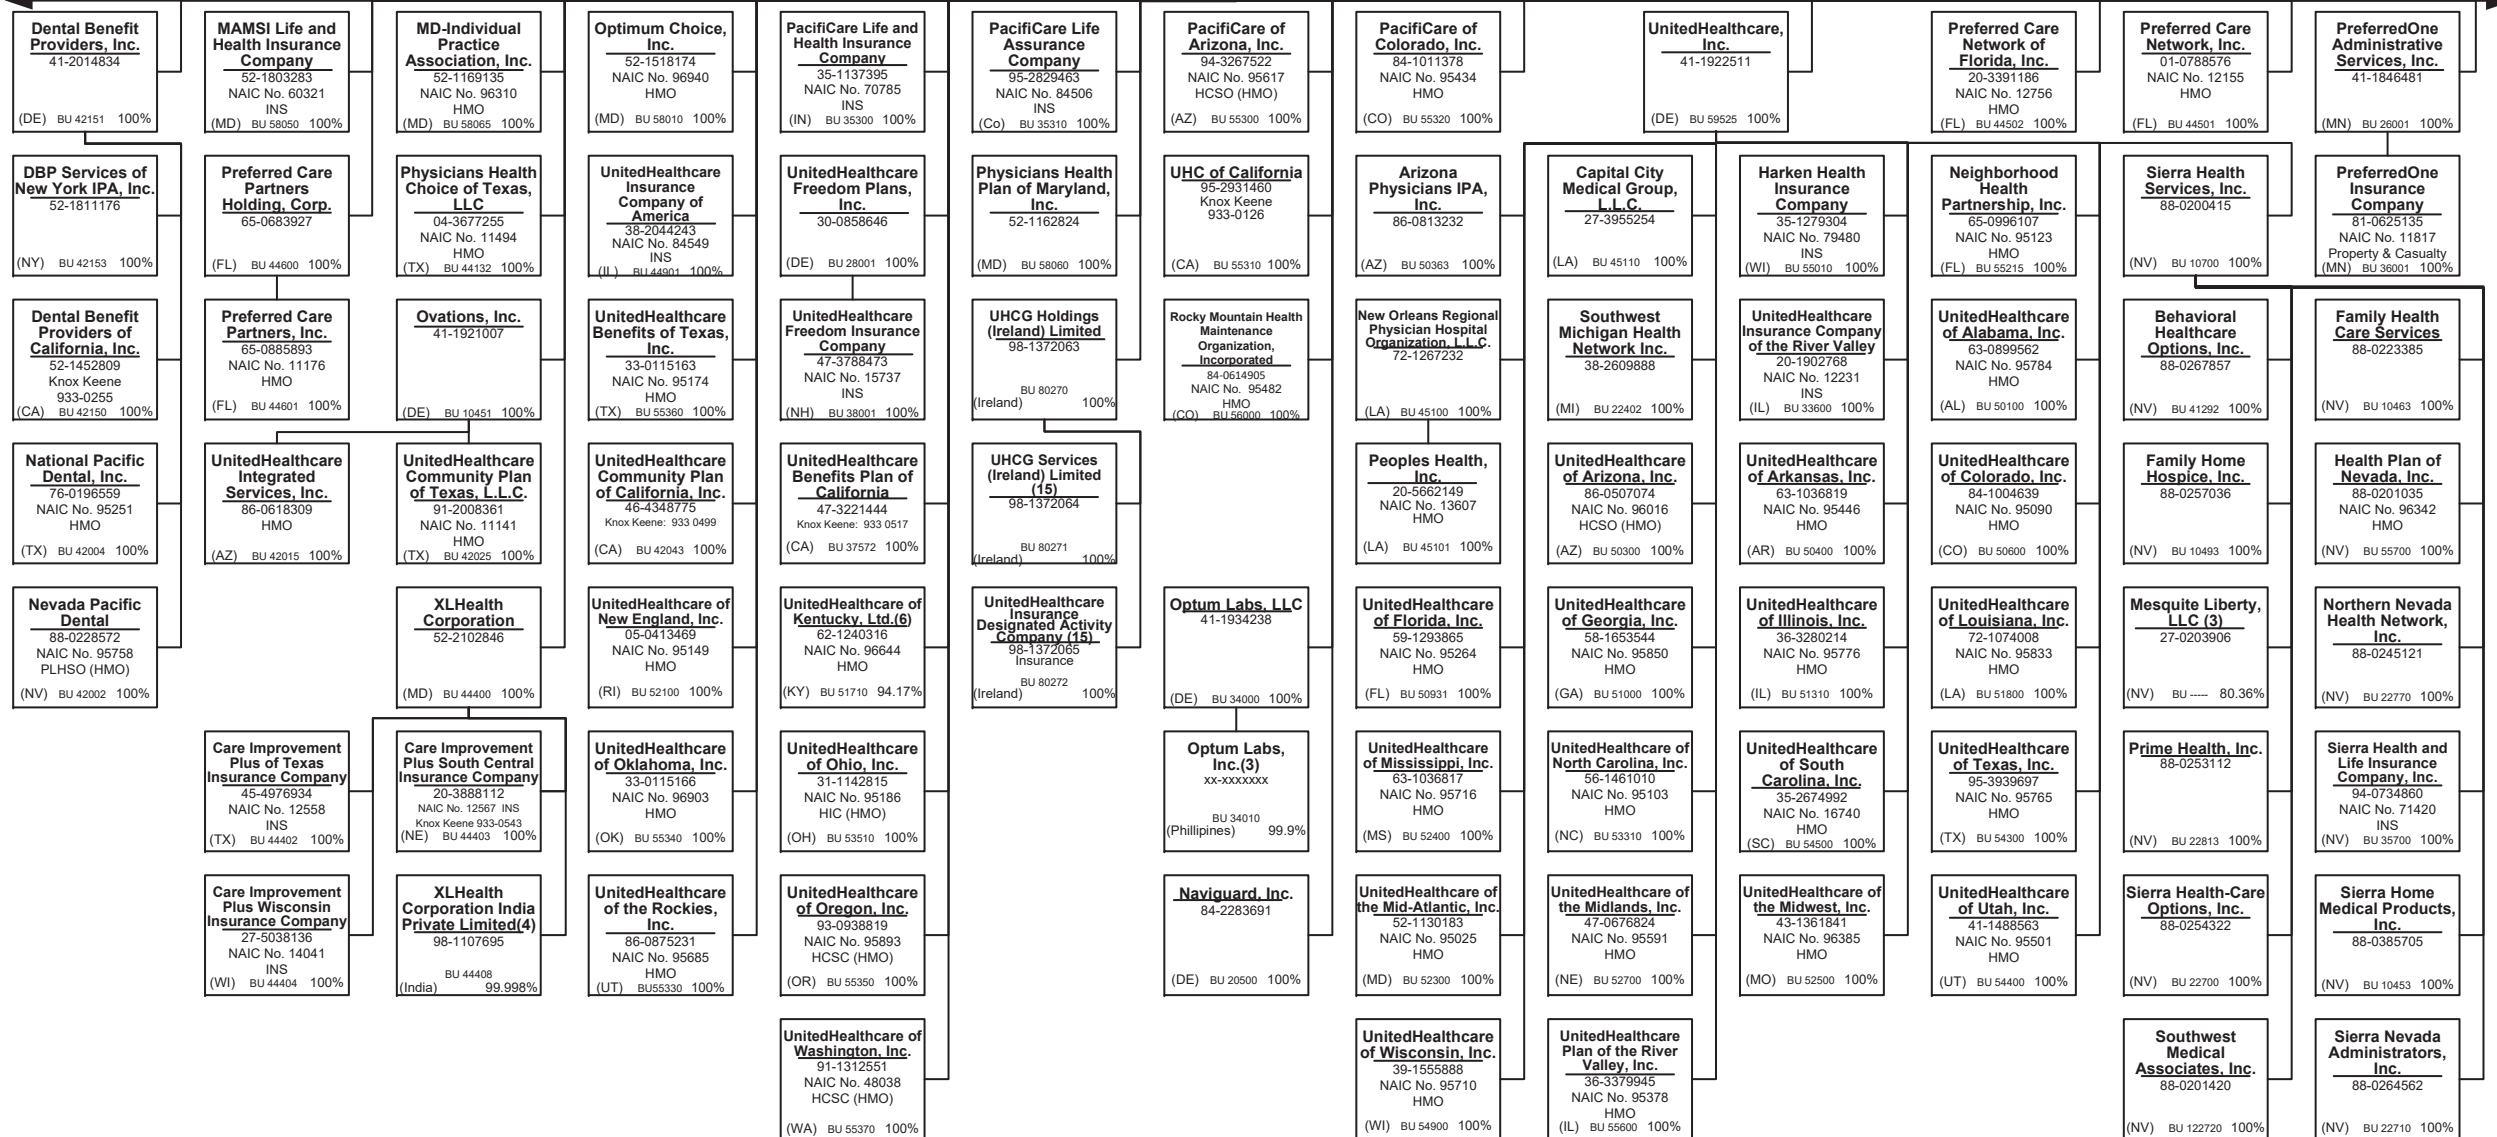 Dental Benefit
Providers, Inc.
41-2014834
(DE) BU 42151 100%
MAMSI Life and
Health Insurance
Company
52-1803283
NAIC No. 60321
INS
(MD) BU 58050 100%
MD-Individual
Practice
Association, Inc.
52-1169135
NAIC No. 96310
HMO
(MD) BU 58065 100%
Optimum Choice,
Inc.
52-1518174
NAIC No. 96940
HMO
(MD) BU 58010 100%
PacifiCare Life and
Health Insurance
Company
35-1137395
NAIC No. 70785
INS
(IN) BU 35300 100%
PacifiCare Life
Assurance
Company
95-2829463
NAIC No. 84506
INS
(Co) BU 35310 100%
PacifiCare of
Arizona, Inc.
94-3267522
NAIC No. 95617
HCSO (HMO)
(AZ) BU 55300 100%
PacifiCare of
Colorado, Inc.
84-1011378
NAIC No. 95434
HMO
(CO) BU 55320 100%
UnitedHealthcare,
Inc.
41-1922511
(DE) BU 59525 100%
Preferred Care
Network of
Florida, Inc.
20-3391186
NAIC No. 12756
HMO
(FL) BU 44502 100%
Preferred Care
Network, Inc.
01-0788576
NAIC No. 12155
HMO
(FL) BU 44501 100%
PreferredOne
Administrative
Services, Inc.
41-1846481
(MN) BU 26001 100%
DBP Services of
New York IPA, Inc.
52-1811176
(NY) BU 42153 100%
Preferred Care
Partners
Holding, Corp.
65-0683927
(FL) BU 44600 100%
Physicians Health
Choice of Texas,
LLC
04-3677255
NAIC No. 11494
HMO
(TX) BU 44132 100%
UnitedHealthcare
Insurance
Company of
America
38-2044243
NAIC No. 84549
INS
(IL) BU 44901 100%
UnitedHealthcare
Freedom Plans,
Inc.
30-0858646
(DE) BU 28001 100%
Physicians Health
Plan of Maryland,
Inc.
52-1162824
(MD) BU 58060 100%
UHC of California
95-2931460
Knox Keene
933-0126
(CA) BU 55310 100%
Arizona
Physicians IPA,
Inc.
86-0813232
(AZ) BU 50363 100%
Capital City
Medical Group,
L.L.C.
27-3955254
(LA) BU 45110 100%
Harken Health
Insurance
Company
35-1279304
NAIC No. 79480
INS
(WI) BU 55010 100%
Neighborhood
Health
Partnership, Inc.
65-0996107
NAIC No. 95123
HMO
(FL) BU 55215 100%
Sierra Health
Services, Inc.
88-0200415
(NV) BU 10700 100%
PreferredOne
Insurance
Company
81-0625135
NAIC No. 11817
Property & Casualty
(MN) BU 36001 100%
Dental Benefit
Providers of
California, Inc.
52-1452809
Knox Keene
933-0255
(CA) BU 42150 100%
Preferred Care
Partners, Inc.
65-0885893
NAIC No. 11176
HMO
(FL) BU 44601 100%
Ovations, Inc.
41-1921007
(DE) BU 10451 100%
UnitedHealthcare
Benefits of Texas,
Inc.
33-0115163
NAIC No. 95174
HMO
(TX) BU 55360 100%
UnitedHealthcare
Freedom Insurance
Company
47-3788473
NAIC No. 15737
INS
(NH) BU 38001 100%
UHCG Holdings
(Ireland) Limited
98-1372063
BU 80270
(Ireland) 100%
Rocky Mountain Health
Maintenance
Organization,
Incorporated
84-0614905
NAIC No. 95482
HMO
(CO) BU 56000 100%
New Orleans Regional
Physician Hospital
Organization, L.L.C.
72-1267232
(LA) BU 45100 100%
Southwest
Michigan Health
Network Inc.
38-2609888
(MI) BU 22402 100%
UnitedHealthcare
Insurance Company
of the River Valley
20-1902768
NAIC No. 12231
INS
(IL) BU 33600 100%
UnitedHealthcare
of Alabama, Inc.
63-0899562
NAIC No. 95784
HMO
(AL) BU 50100 100%
Behavioral
Healthcare
Options, Inc.
88-0267857
(NV) BU 41292 100%
Family Health
Care Services
88-0223385
(NV) BU 10463 100%
National Pacific
Dental, Inc.
76-0196559
NAIC No. 95251
HMO
(TX) BU 42004 100%
UnitedHealthcare
Integrated
Services, Inc.
86-0618309
HMO
(AZ) BU 42015 100%
UnitedHealthcare
Community Plan
of Texas, L.L.C.
91-2008361
NAIC No. 11141
HMO
(TX) BU 42025 100%
UnitedHealthcare
Community Plan
of California, Inc.
46-4348775
Knox Keene: 933 0499
(CA) BU 42043 100%
UnitedHealthcare
Benefits Plan of
California
47-3221444
Knox Keene: 933 0517
(CA) BU 37572 100%
UHCG Services
(Ireland) Limited
(15)
98-1372064
BU 80271
(Ireland) 100%
Peoples Health,
Inc.
20-5662149
NAIC No. 13607
HMO
(LA) BU 45101 100%
UnitedHealthcare
of Arizona, Inc.
86-0507074
NAIC No. 96016
HCSO (HMO)
(AZ) BU 50300 100%
UnitedHealthcare
of Arkansas, Inc.
63-1036819
NAIC No. 95446
HMO
(AR) BU 50400 100%
UnitedHealthcare
of Colorado, Inc.
84-1004639
NAIC No. 95090
HMO
(CO) BU 50600 100%
Family Home
Hospice, Inc.
88-0257036
(NV) BU 10493 100%
Health Plan of
Nevada, Inc.
88-0201035
NAIC No. 96342
HMO
(NV) BU 55700 100%
Nevada Pacific
Dental
88-0228572
NAIC No. 95758
PLHSO (HMO)
(NV) BU 42002 100%
XLHealth
Corporation
52-2102846
(MD) BU 44400 100%
UnitedHealthcare of
New England, Inc.
05-0413469
NAIC No. 95149
HMO
(RI) BU 52100 100%
UnitedHealthcare of
Kentucky, Ltd.(6)
62-1240316
NAIC No. 96644
HMO
(KY) BU 51710 94.17%
UnitedHealthcare
Insurance
Designated Activity
Company (15)
98-1372065
Insurance
BU 80272
(Ireland) 100%
Optum Labs, LLC
41-1934238
(DE) BU 34000 100%
UnitedHealthcare
of Florida, Inc.
59-1293865
NAIC No. 95264
HMO
(FL) BU 50931 100%
UnitedHealthcare
of Georgia, Inc.
58-1653544
NAIC No. 95850
HMO
(GA) BU 51000 100%
UnitedHealthcare
of Illinois, Inc.
36-3280214
NAIC No. 95776
HMO
(IL) BU 51310 100%
UnitedHealthcare
of Louisiana, Inc.
72-1074008
NAIC No. 95833
HMO
(LA) BU 51800 100%
Mesquite Liberty,
LLC (3)
27-0203906
(NV) BU ----- 80.36%
Northern Nevada
Health Network,
Inc.
88-0245121
(NV) BU 22770 100%
Care Improvement
Plus of Texas
Insurance Company
45-4976934
NAIC No. 12558
INS
(TX) BU 44402 100%
Care Improvement
Plus South Central
Insurance Company
20-3888112
NAIC No. 12567 INS
Knox Keene 933-0543
(NE) BU 44403 100%
UnitedHealthcare
of Oklahoma, Inc.
33-0115166
NAIC No. 96903
HMO
(OK) BU 55340 100%
UnitedHealthcare
of Ohio, Inc.
31-1142815
NAIC No. 95186
HIC (HMO)
(OH) BU 53510 100%
Optum Labs,
Inc.(3)
xx-xxxxxxx
BU 34010
(Phillipines) 99.9%
UnitedHealthcare
of Mississippi, Inc.
63-1036817
NAIC No. 95716
HMO
(MS) BU 52400 100%
UnitedHealthcare of
North Carolina, Inc.
56-1461010
NAIC No. 95103
HMO
(NC) BU 53310 100%
UnitedHealthcare
of South
Carolina, Inc.
35-2674992
NAIC No. 16740
HMO
(SC) BU 54500 100%
UnitedHealthcare
of Texas, Inc.
95-3939697
NAIC No. 95765
HMO
(TX) BU 54300 100%
Prime Health, Inc.
88-0253112
(NV) BU 22813 100%
Sierra Health and
Life Insurance
Company, Inc.
94-0734860
NAIC No. 71420
INS
(NV) BU 35700 100%
Care Improvement
Plus Wisconsin
Insurance Company
27-5038136
NAIC No. 14041
INS
(WI) BU 44404 100%
XLHealth
Corporation India
Private Limited(4)
98-1107695
BU 44408
(India) 99.998%
UnitedHealthcare
of the Rockies,
Inc.
86-0875231
NAIC No. 95685
HMO
(UT) BU55330 100%
UnitedHealthcare
of Oregon, Inc.
93-0938819
NAIC No. 95893
HCSC (HMO)
(OR) BU 55350 100%
Naviguard, Inc.
84-2283691
(DE) BU 20500 100%
UnitedHealthcare of
the Mid-Atlantic, Inc.
52-1130183
NAIC No. 95025
HMO
(MD) BU 52300 100%
UnitedHealthcare of
the Midlands, Inc.
47-0676824
NAIC No. 95591
HMO
(NE) BU 52700 100%
UnitedHealthcare of
the Midwest, Inc.
43-1361841
NAIC No. 96385
HMO
(MO) BU 52500 100%
UnitedHealthcare
of Utah, Inc.
41-1488563
NAIC No. 95501
HMO
(UT) BU 54400 100%
Sierra Health-Care
Options, Inc.
88-0254322
(NV) BU 22700 100%
Sierra Home
Medical Products,
Inc.
88-0385705
(NV) BU 10453 100%
UnitedHealthcare of
Washington, Inc.
91-1312551
NAIC No. 48038
HCSC (HMO)
(WA) BU 55370 100%
UnitedHealthcare
of Wisconsin, Inc.
39-1555888
NAIC No. 95710
HMO
(WI) BU 54900 100%
UnitedHealthcare
Plan of the River
Valley, Inc.
36-3379945
NAIC No. 95378
HMO
(IL) BU 55600 100%
Southwest
Medical
Associates, Inc.
88-0201420
(NV) BU 122720 100%
Sierra Nevada
Administrators,
Inc.
88-0264562
(NV) BU 22710 100%